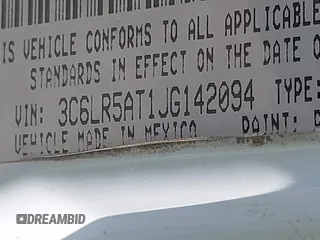 IS VEHICLE CONFORMS TO ALL APPLICABLE
STANDARDS IN EFFECT ON THE DATE O
VIN: 3C6LR5AT1JG142094 TYPE:
VEHICLE MADE IN MEXICO PAINT:
DREAMBID